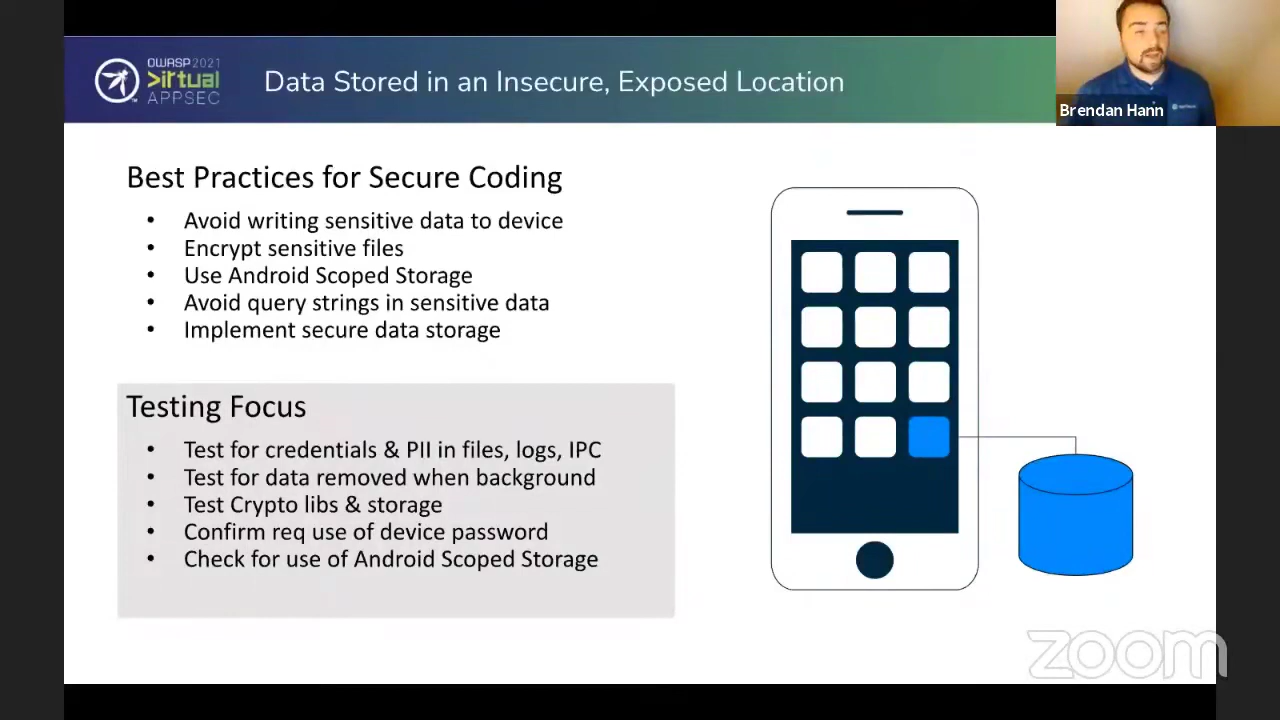 OWASP 2021
Virtual
APPSEC
Data Stored in an Insecure, Exposed Location
Brendan Hann
Best Practices for Secure Coding
• Avoid writing sensitive data to device
• Encrypt sensitive files
• Use Android Scoped Storage
• Avoid query strings in sensitive data
• Implement secure data storage
Testing Focus
• Test for credentials & PII in files, logs, IPC
• Test for data removed when background
• Test Crypto libs & storage
• Confirm req use of device password
• Check for use of Android Scoped Storage
zoom